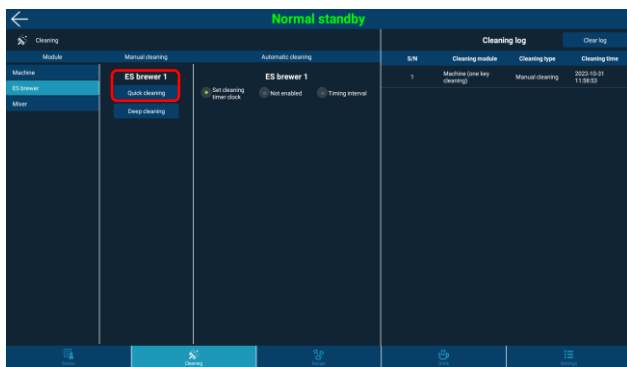 Normal standby
Cleaning
Cleaning log
Clear log
Module
Manual cleaning
Automatic cleaning
S/N
Cleaning module
Cleaning type
Cleaning time
Machine
ES brewer
Mixer
ES brewer 1
Quick cleaning
Deep cleaning
ES brewer 1
Set cleaning
timer clock
Not enabled
Timing interval
1
Machine (one key
cleaning)
Manual cleaning
2023-10-31
11:58:53
Status
Cleaning
Recipe
Drink
Settings